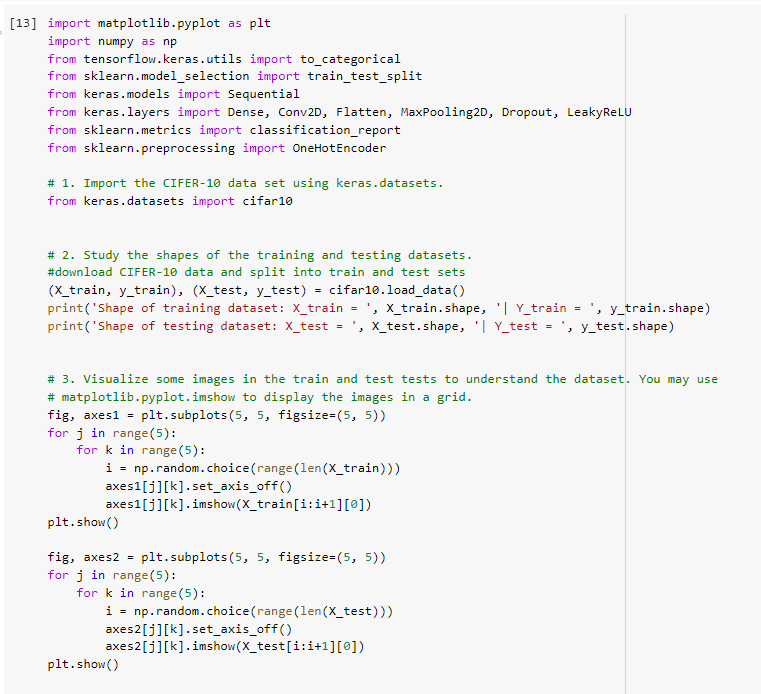 [13] import matplotlib.pyplot as plt
import numpy as np
from tensorflow.keras.utils import to_categorical
from sklearn.model_selection import train_test_split
from keras.models import Sequential
from keras.layers import Dense, Conv2D, Flatten, MaxPooling2D, Dropout, LeakyReLU
from sklearn.metrics import classification_report
from sklearn.preprocessing import OneHotEncoder
# 1. Import the CIFER-10 data set using keras.datasets.
from keras.datasets import cifar10
# 2. Study the shapes of the training and testing datasets.
#download CIFER-10 data and split into train and test sets
(X_train, y_train), (X_test, y_test) = cifar10.load_data()
print('Shape of training dataset: X_train = ', X_train.shape, '| Y_train = ', y_train.shape)
print('Shape of testing dataset: X_test = ', X_test.shape, '| Y_test = ', y_test.shape)
# 3. Visualize some images in the train and test tests to understand the dataset. You may use
# matplotlib.pyplot.imshow to display the images in a grid.
fig, axes1 = plt.subplots(5, 5, figsize=(5, 5))
for j in range(5):
    for k in range(5):
        i = np.random.choice(range(len(X_train)))
        axes1[j][k].set_axis_off()
        axes1[j][k].imshow(X_train[i:i+1][0])
plt.show()
fig, axes2 = plt.subplots(5, 5, figsize=(5, 5))
for j in range(5):
    for k in range(5):
        i = np.random.choice(range(len(X_test)))
        axes2[j][k].set_axis_off()
        axes2[j][k].imshow(X_test[i:i+1][0])
plt.show()